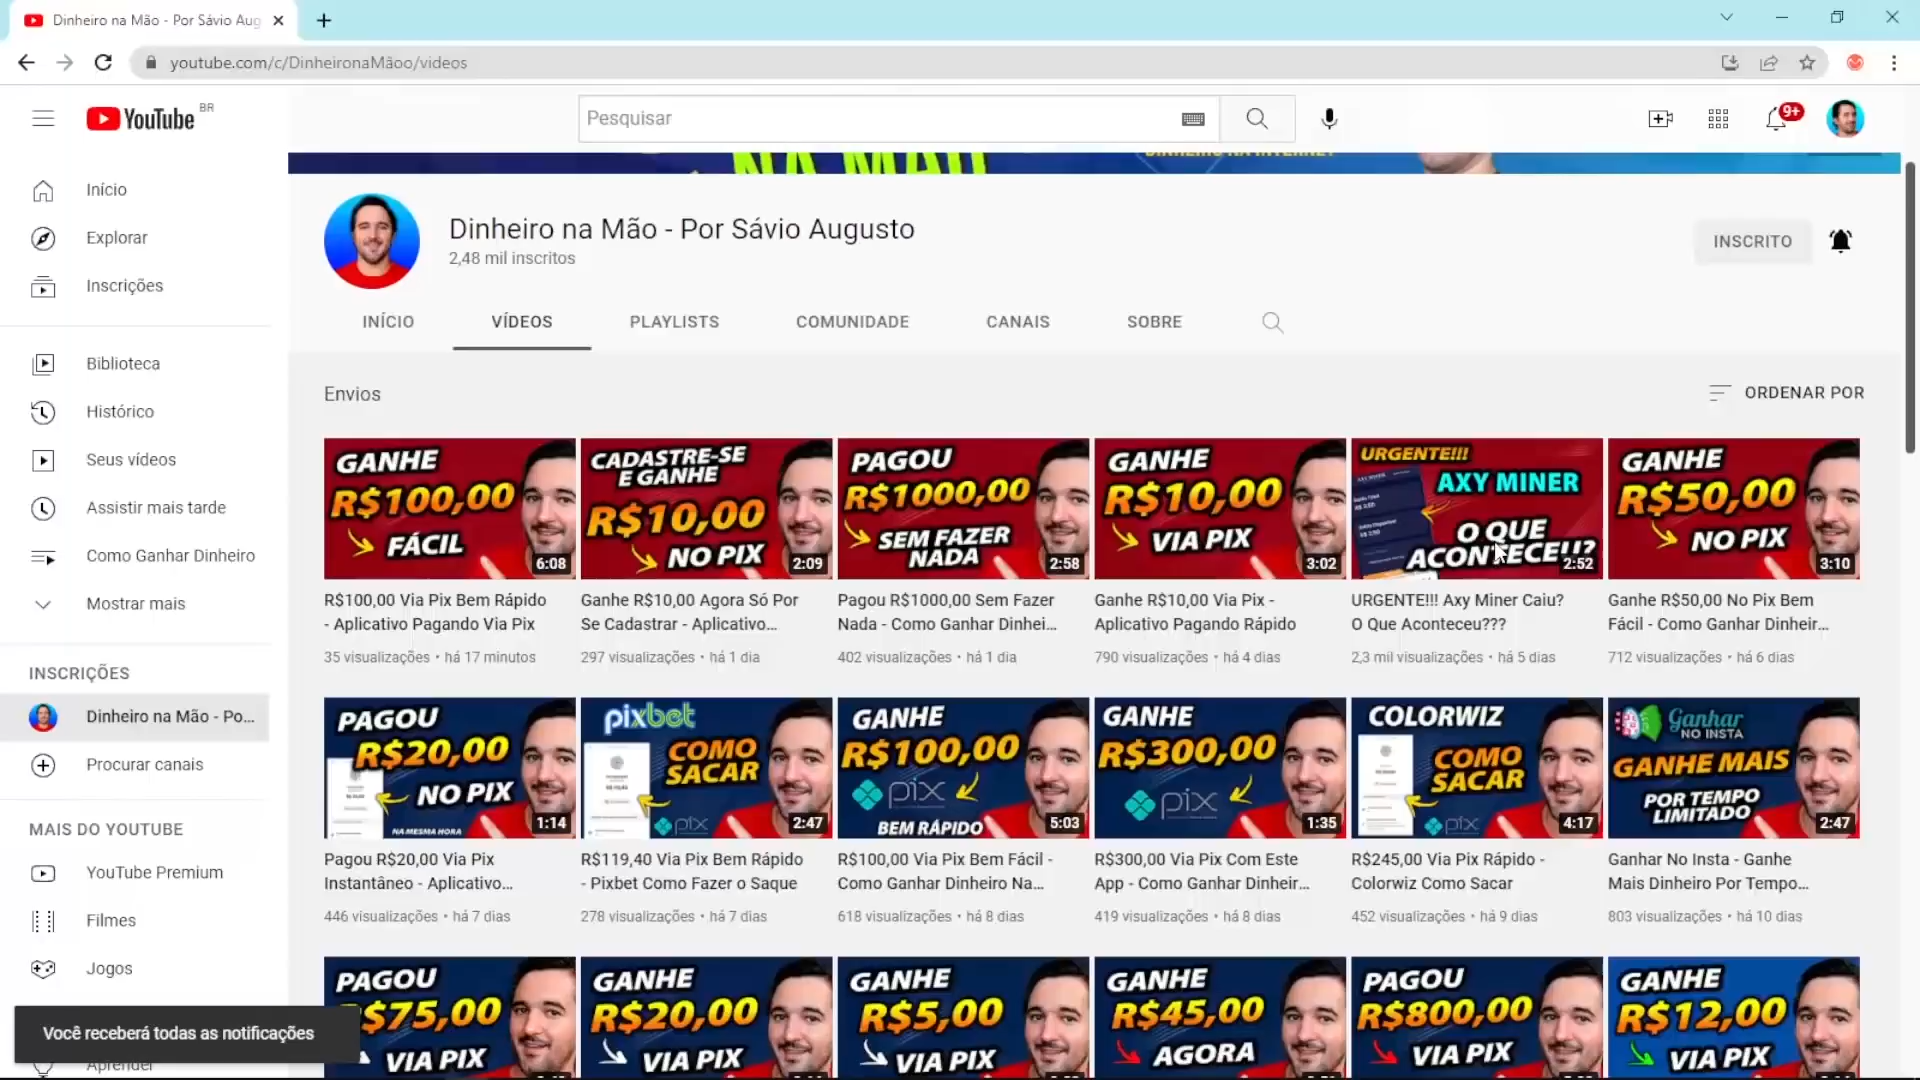 Dinheiro na Mão - Por Sávio Aug
youtube.com/c/DinheironaMãoo/videos
YouTube BR
Pesquisar
9+
NA MÃO
DINHEIRO NA INTERNET
Início
Explorar
Inscrições
Biblioteca
Histórico
Seus vídeos
Assistir mais tarde
Como Ganhar Dinheiro
Mostrar mais
INSCRIÇÕES
Dinheiro na Mão - Po...
Procurar canais
MAIS DO YOUTUBE
YouTube Premium
Filmes
Jogos
Aprender
Você receberá todas as notificações
Dinheiro na Mão - Por Sávio Augusto
2,48 mil inscritos
INSCRITO
INÍCIO
VÍDEOS
PLAYLISTS
COMUNIDADE
CANAIS
SOBRE
Envios
ORDENAR POR
GANHE
R$100,00
FÁCIL
6:08
R$100,00 Via Pix Bem Rápido
- Aplicativo Pagando Via Pix
35 visualizações • há 17 minutos
CADASTRE-SE
E GANHE
R$10,00
NO PIX
2:09
Ganhe R$10,00 Agora Só Por
Se Cadastrar - Aplicativo...
297 visualizações • há 1 dia
PAGOU
R$1000,00
SEM FAZER
NADA
2:58
Pagou R$1000,00 Sem Fazer
Nada - Como Ganhar Dinhei...
402 visualizações • há 1 dia
GANHE
R$10,00
VIA PIX
3:02
Ganhe R$10,00 Via Pix -
Aplicativo Pagando Rápido
790 visualizações • há 4 dias
URGENTE!!!
AXY MINER
O QUE
ACONTECEU!?
2:52
URGENTE!!! Axy Miner Caiu?
O Que Aconteceu???
2,3 mil visualizações • há 5 dias
GANHE
R$50,00
NO PIX
3:10
Ganhe R$50,00 No Pix Bem
Fácil - Como Ganhar Dinheir...
712 visualizações • há 6 dias
PAGOU
R$20,00
NO PIX
NA MESMA HORA
1:14
Pagou R$20,00 Via Pix
Instantâneo - Aplicativo...
446 visualizações • há 7 dias
pixbet
COMO
SACAR
pix
2:47
R$119,40 Via Pix Bem Rápido
- Pixbet Como Fazer o Saque
278 visualizações • há 7 dias
GANHE
R$100,00
pix
BEM RÁPIDO
5:03
R$100,00 Via Pix Bem Fácil -
Como Ganhar Dinheiro Na...
618 visualizações • há 8 dias
GANHE
R$300,00
pix
1:35
R$300,00 Via Pix Com Este
App - Como Ganhar Dinheir...
419 visualizações • há 8 dias
COLORWIZ
COMO
SACAR
pix
4:17
R$245,00 Via Pix Rápido -
Colorwiz Como Sacar
452 visualizações • há 9 dias
Ganhar
NO INSTA
GANHE MAIS
POR TEMPO
LIMITADO
2:47
Ganhar No Insta - Ganhe
Mais Dinheiro Por Tempo...
803 visualizações • há 10 dias
PAGOU
R$75,00
VIA PIX
GANHE
R$20,00
VIA PIX
GANHE
R$5,00
VIA PIX
GANHE
R$45,00
AGORA
PAGOU
R$800,00
VIA PIX
GANHE
R$12,00
VIA PIX